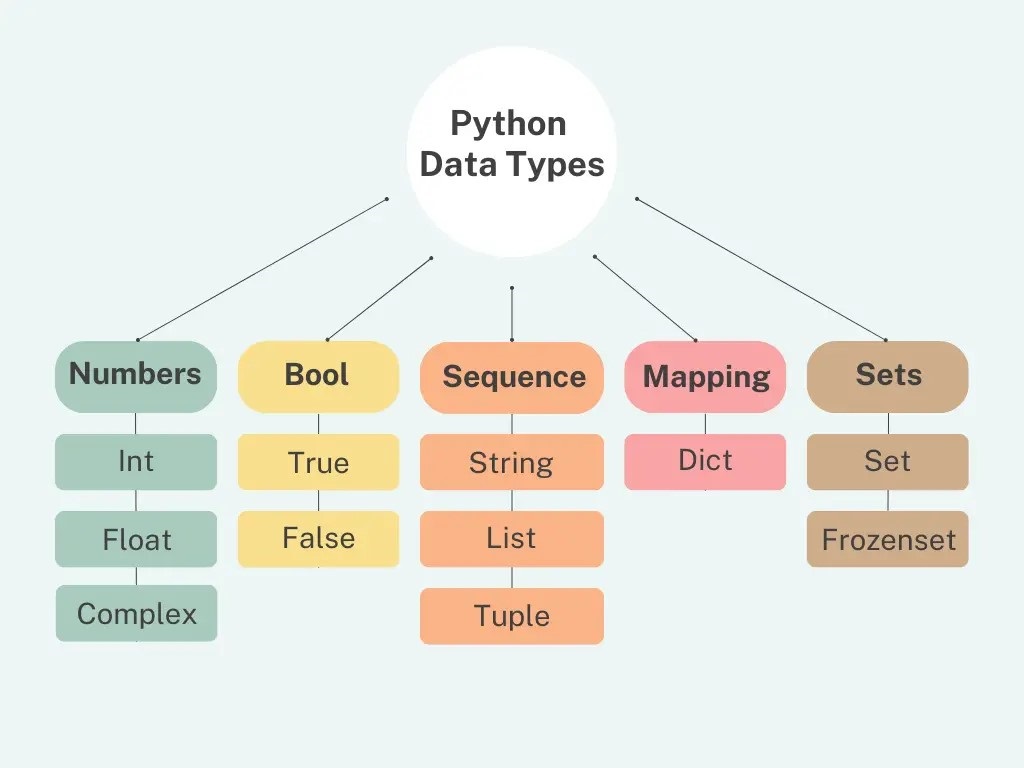 Python
Data Types
Numbers
Int
Float
Complex
Bool
True
False
Sequence
String
List
Tuple
Mapping
Dict
Sets
Set
Frozenset